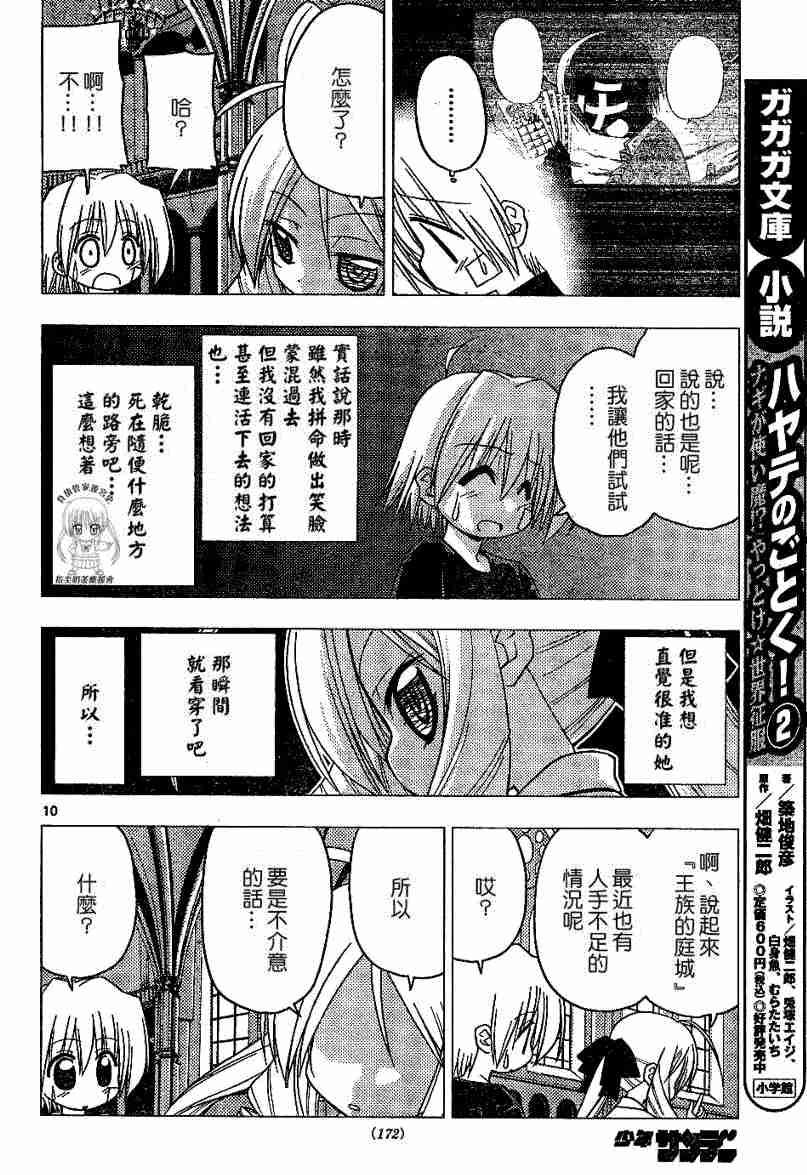 ………
怎麼了？
哈？
啊…!!
不…!!
說…
說的也是呢…
回家的話…
我讓他們試試
……
實話說那時
雖然我拼命做出笑臉
蒙混過去
但我沒有回家的打算
甚至連活下去的想法
也…
乾脆…
死在隨便什麼地方
的路旁吧…
這麼想著
但是我想
直覺很准的她
那瞬間
就看穿了吧
所以…
10
啊、說起來
『王族的庭城』
最近也有
人手不足的
情況呢
哎？
所以
要是不介意
的話…
什麼？
(172)
少年サンデー
ガガガ文庫
小説
ハヤテのごとく！②
ナギが使い魔!?やっとけ☆世界征服
著／築地俊彦
原作／畑健二郎
イラスト／畑健二郎、兎塚エイジ、
白身魚、むらたたいち
◎定価600円(税込)◎好評発売中
小学館